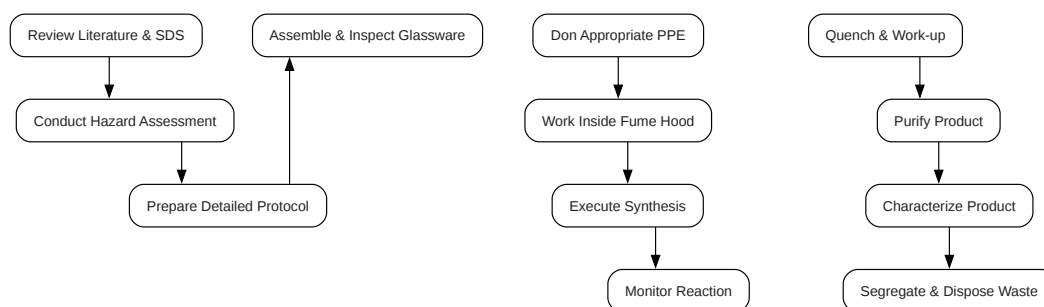 Review Literature & SDS
Conduct Hazard Assessment
Prepare Detailed Protocol
Assemble & Inspect Glassware
Don Appropriate PPE
Work Inside Fume Hood
Execute Synthesis
Monitor Reaction
Quench & Work-up
Purify Product
Characterize Product
Segregate & Dispose Waste